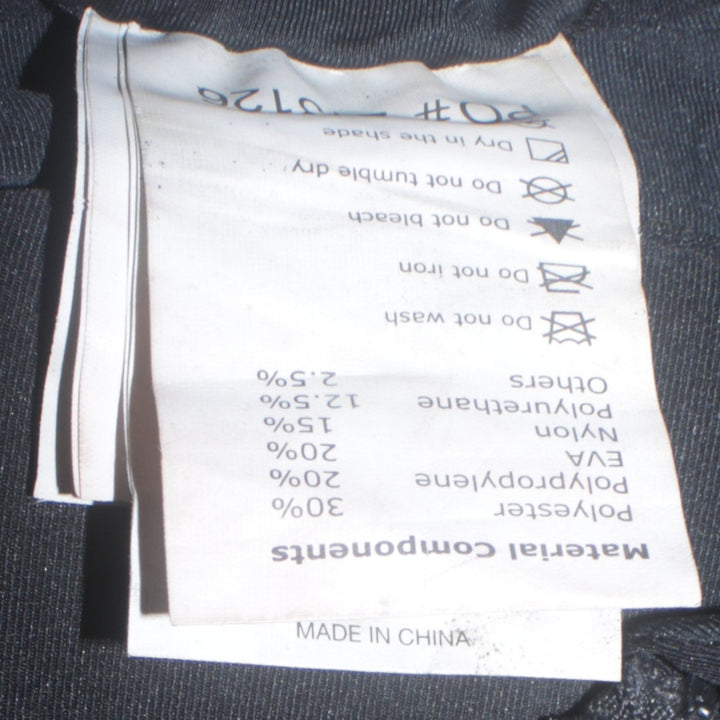 Material Components
Polyester 30%
Polypropylene 20%
EVA 20%
Nylon 15%
Polyurethane 12.5%
Others 2.5%
Do not wash
Do not iron
Do not bleach
Do not tumble dry
Dry in the shade
PO#
MADE IN CHINA